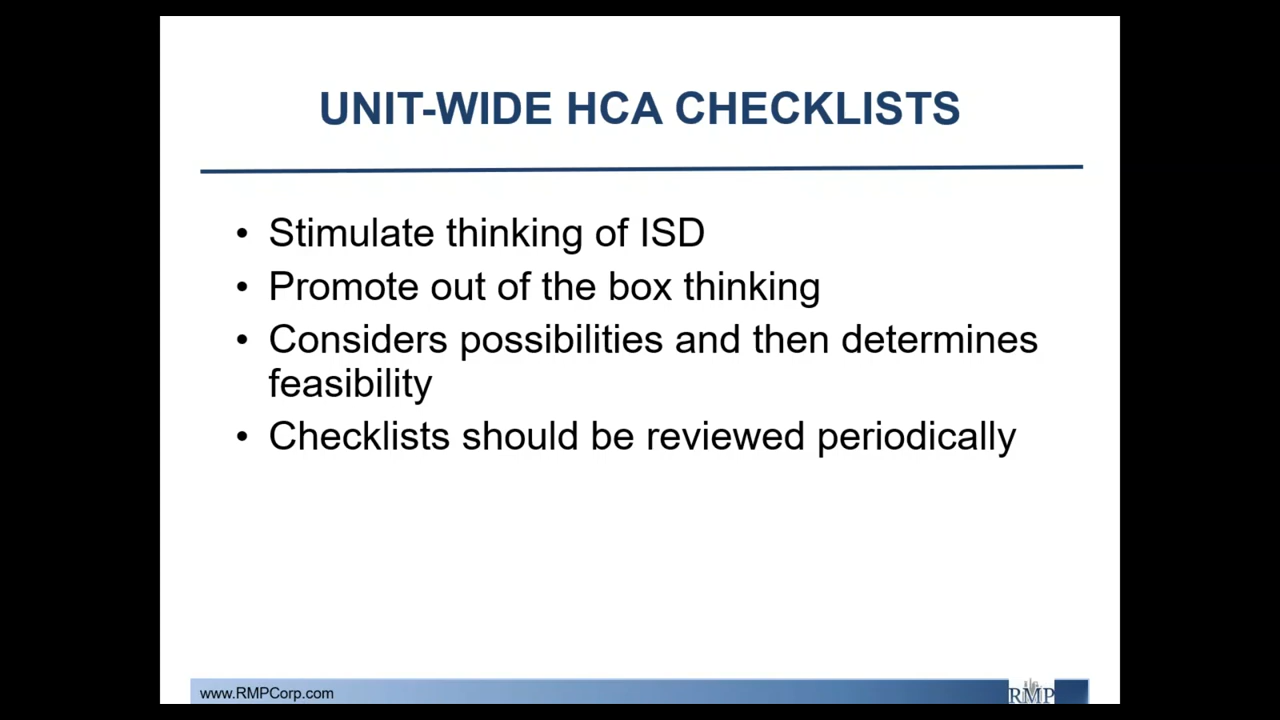 UNIT-WIDE HCA CHECKLISTS
• Stimulate thinking of ISD
• Promote out of the box thinking
• Considers possibilities and then determines
feasibility
• Checklists should be reviewed periodically
www.RMPCorp.com
RMP